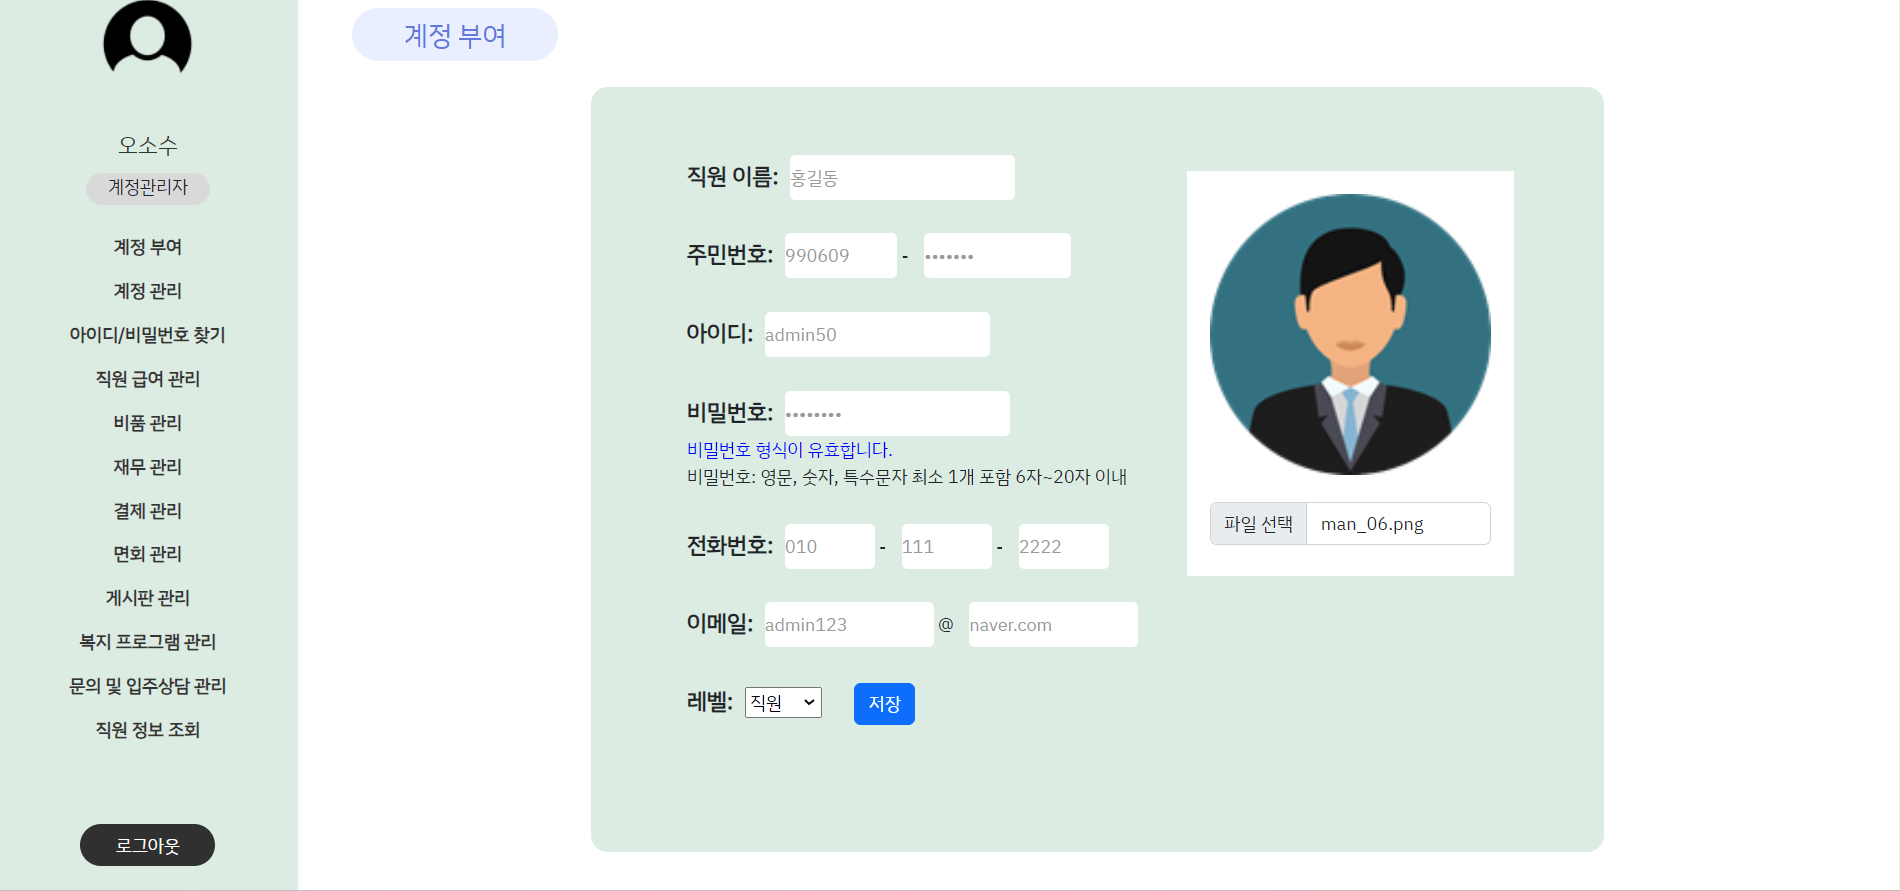 오소수
계정관리자
계정 부여
계정 관리
아이디/비밀번호 찾기
직원 급여 관리
비품 관리
재무 관리
결제 관리
면회 관리
게시판 관리
복지 프로그램 관리
문의 및 입주상담 관리
직원 정보 조회
로그아웃
계정 부여
직원 이름: 홍길동
주민번호: 990609 - •••••••
아이디: admin50
비밀번호: ••••••••
비밀번호 형식이 유효합니다.
비밀번호: 영문, 숫자, 특수문자 최소 1개 포함 6자~20자 이내
전화번호: 010 - 111 - 2222
이메일: admin123 @ naver.com
레벨: 직원 저장
파일 선택 man_06.png